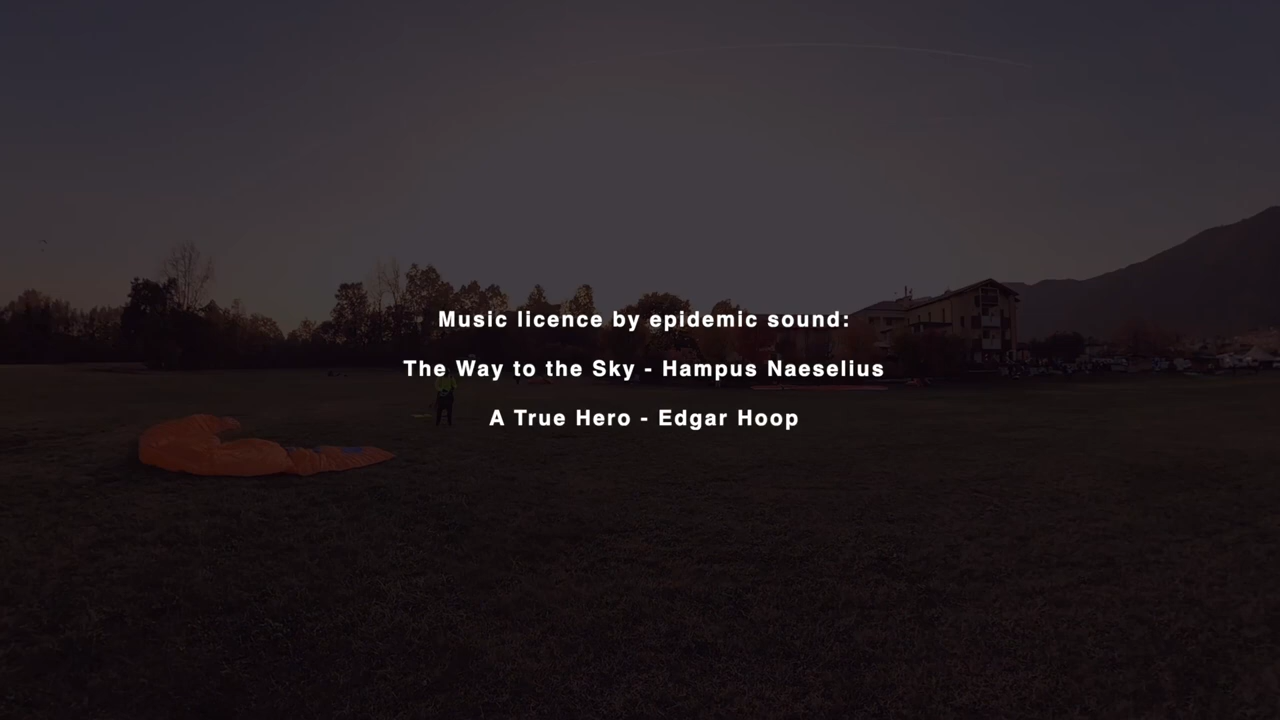 Music licence by epidemic sound:
The Way to the Sky - Hampus Naeselius
A True Hero - Edgar Hoop